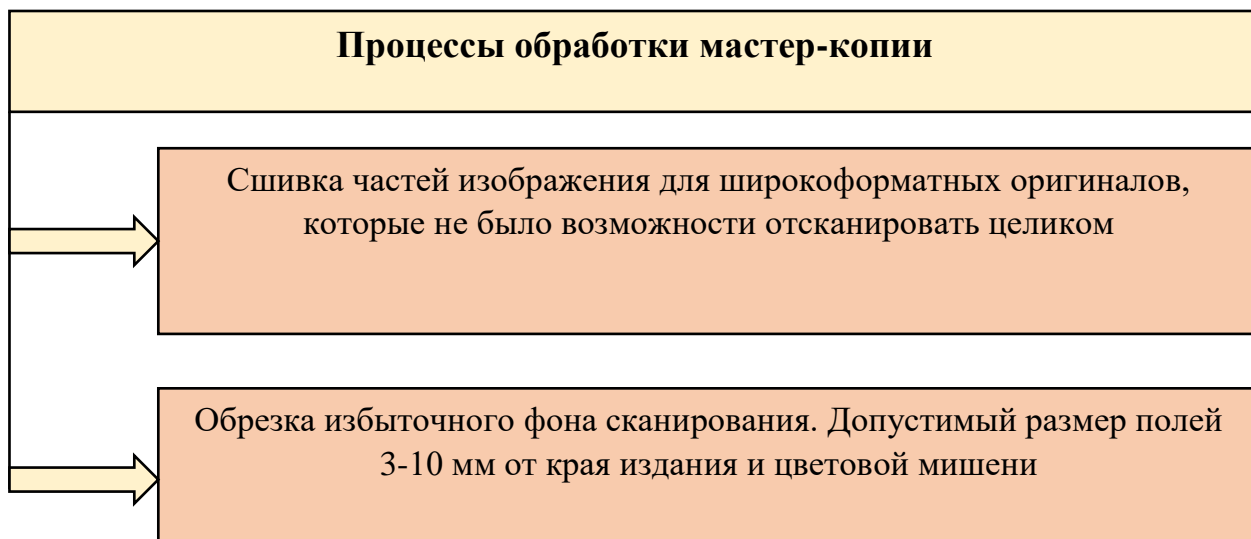 Процессы обработки мастер-копии
Сшивка частей изображения для широкоформатных оригиналов,
которые не было возможности отсканировать целиком
Обрезка избыточного фона сканирования. Допустимый размер полей
3-10 мм от края издания и цветовой мишени